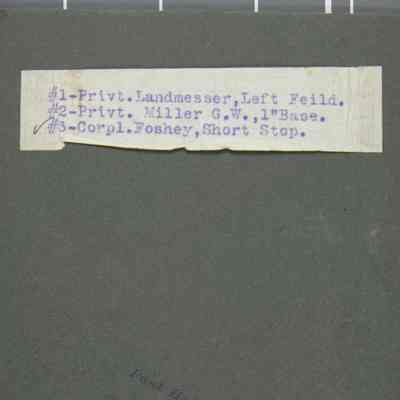 #1-Privt.Landmesser,Left Feild.
#2-Privt. Miller G.W.,1"Base.
#3-Corpl.Foshey,Short Stop.